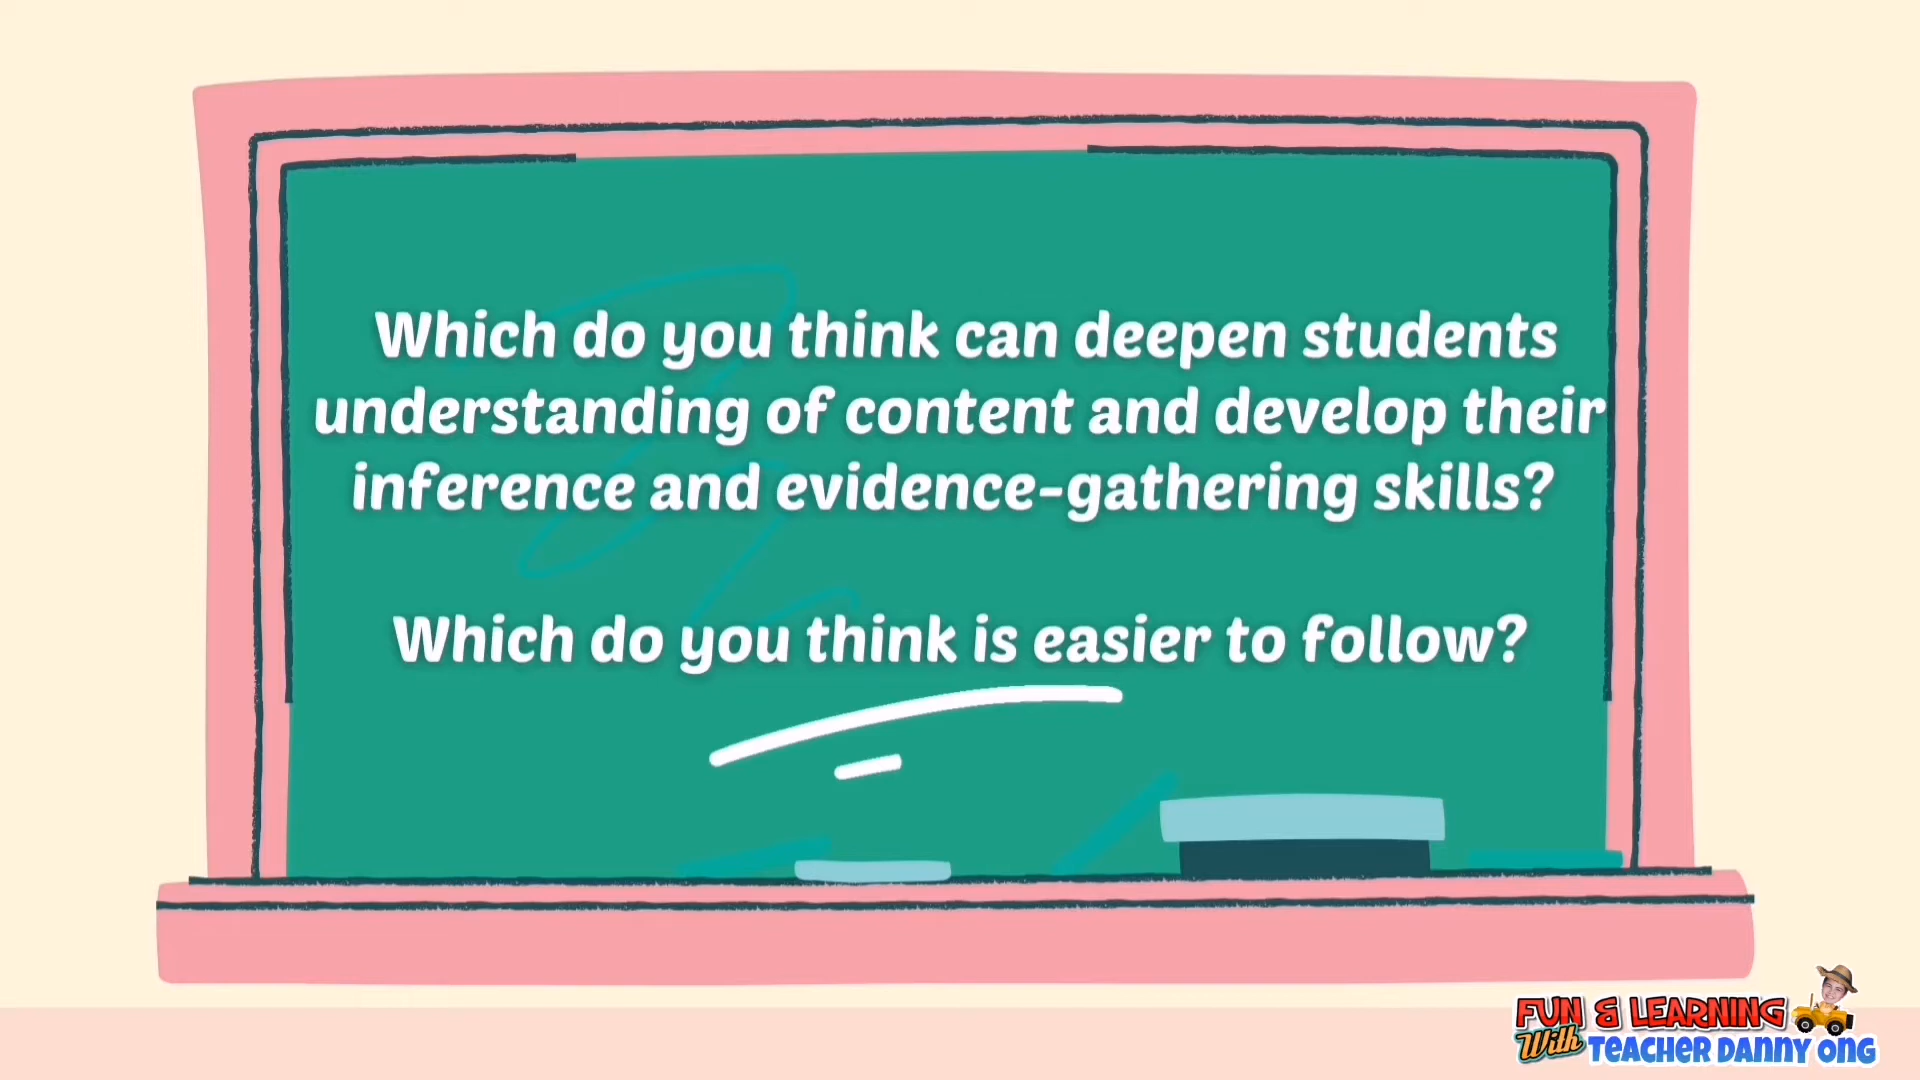 Which do you think can deepen students
understanding of content and develop their
inference and evidence-gathering skills?
Which do you think is easier to follow?
FUN & LEARNING
With TEACHER DANNY ONG